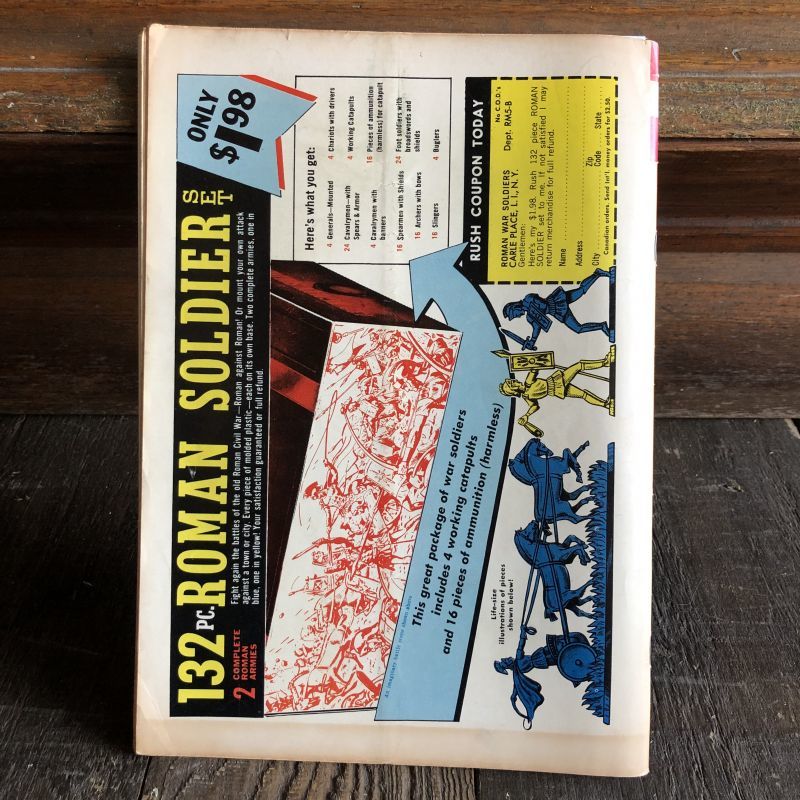 132 PC. ROMAN SOLDIER SET
ONLY
$1.98
2 COMPLETE
ROMAN
ARMIES
Fight again the battles of the old Roman Civil War—Roman against Roman! Or mount your own attack
against a town or city. Every piece of molded plastic—each on its own base. Two complete armies, one in
blue, one in yellow! Your satisfaction guaranteed or full refund.
Here's what you get:
4 Generals—Mounted
24 Cavalrymen—with
Spears & Armor
4 Cavalrymen with
banners
16 Spearmen with Shields
16 Archers with bows
16 Slingers
4 Chariots with drivers
4 Working Catapults
16 Pieces of ammunition
(harmless) for catapult
24 Foot soldiers with
broadswords and
shields
4 Buglers
This great package of war soldiers
includes 4 working catapults
and 16 pieces of ammunition (harmless)
Life-size
illustrations of pieces
shown below!
RUSH COUPON TODAY
No C.O.D.'s
ROMAN WAR SOLDIERS Dept. RM5-B
CARLE PLACE, L. I., N. Y.
Gentlemen:
Here's my $1.98. Rush 132 piece ROMAN
SOLDIER set to me. If not satisfied I may
return merchandise for full refund.
Name
Address
City Zip Code State
Canadian orders. Send Int'l. money orders for $2.50.